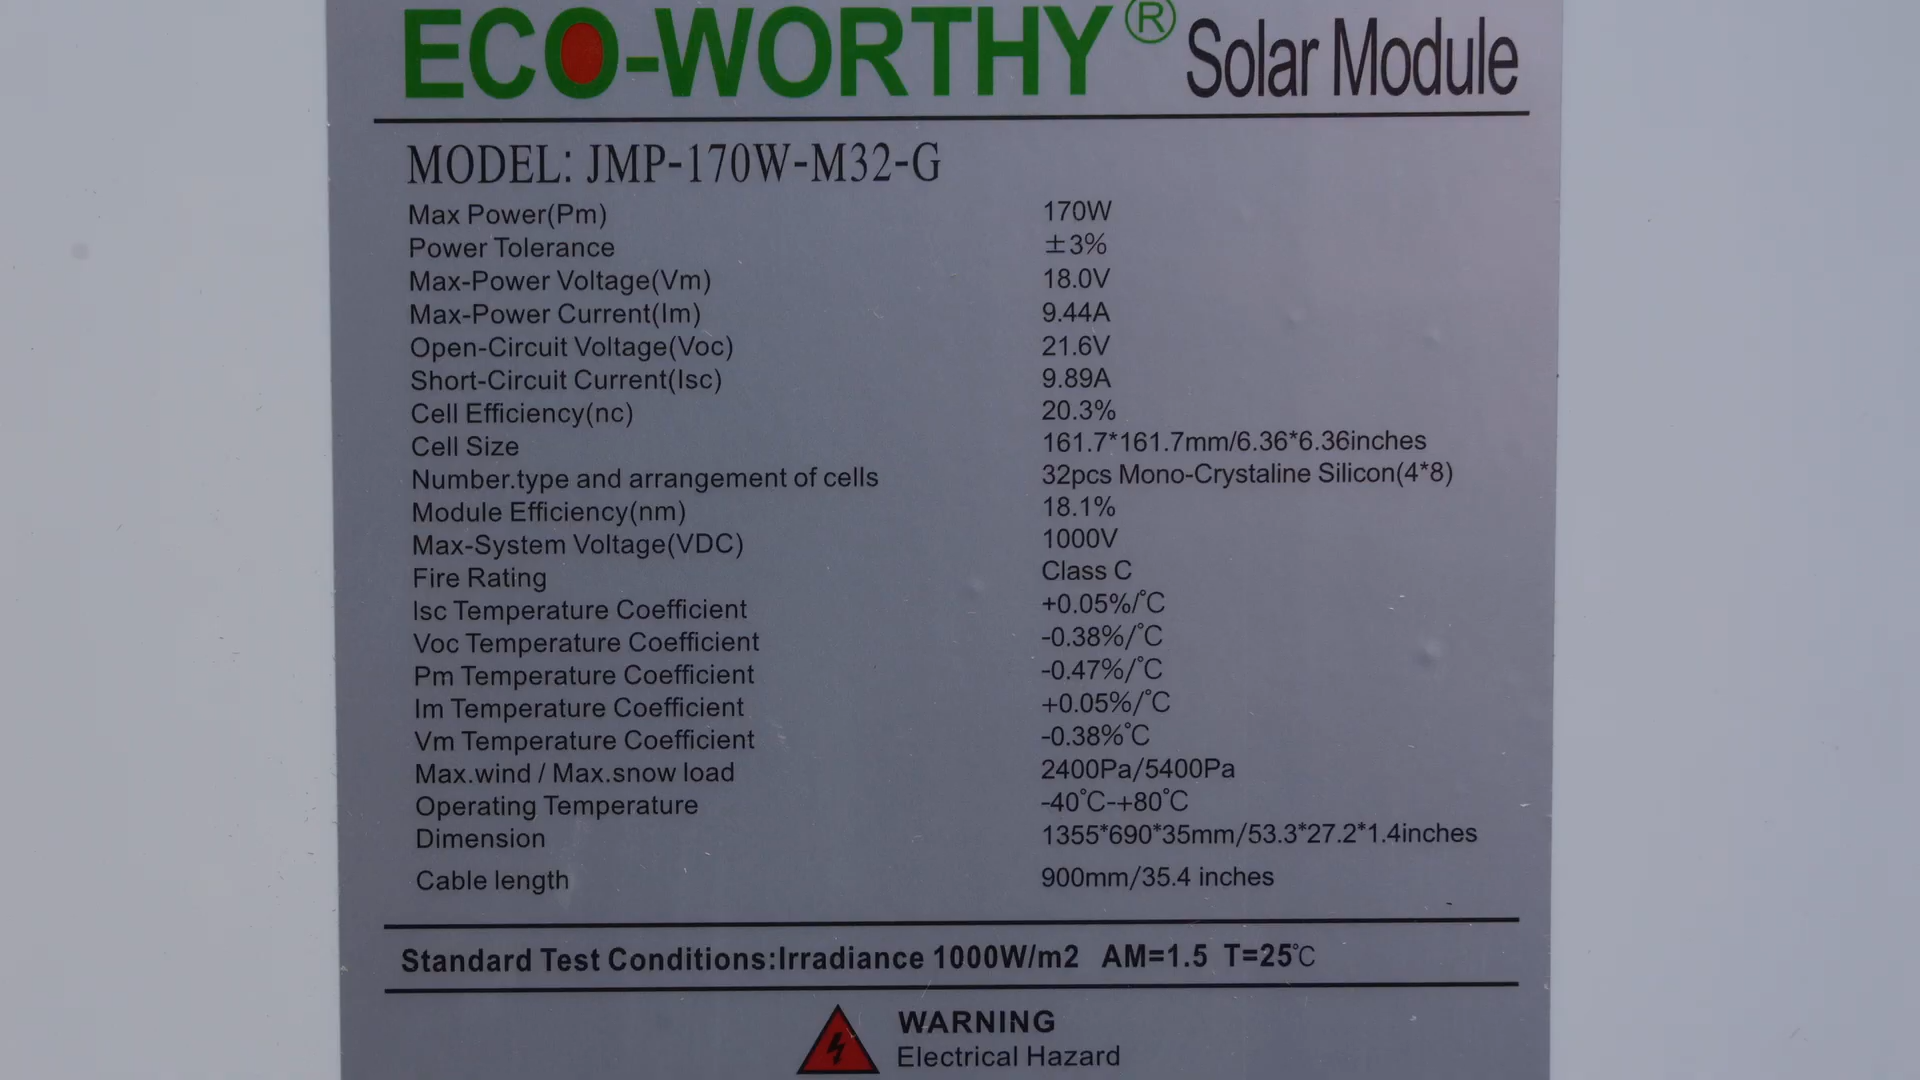 ECO-WORTHY® Solar Module
MODEL: JMP-170W-M32-G
Max Power(Pm) 170W
Power Tolerance ±3%
Max-Power Voltage(Vm) 18.0V
Max-Power Current(Im) 9.44A
Open-Circuit Voltage(Voc) 21.6V
Short-Circuit Current(Isc) 9.89A
Cell Efficiency(nc) 20.3%
Cell Size 161.7*161.7mm/6.36*6.36inches
Number.type and arrangement of cells 32pcs Mono-Crystaline Silicon(4*8)
Module Efficiency(nm) 18.1%
Max-System Voltage(VDC) 1000V
Fire Rating Class C
Isc Temperature Coefficient +0.05%/°C
Voc Temperature Coefficient -0.38%/°C
Pm Temperature Coefficient -0.47%/°C
Im Temperature Coefficient +0.05%/°C
Vm Temperature Coefficient -0.38%°C
Max.wind / Max.snow load 2400Pa/5400Pa
Operating Temperature -40°C-+80°C
Dimension 1355*690*35mm/53.3*27.2*1.4inches
Cable length 900mm/35.4 inches
Standard Test Conditions:Irradiance 1000W/m2 AM=1.5 T=25°C
WARNING
Electrical Hazard